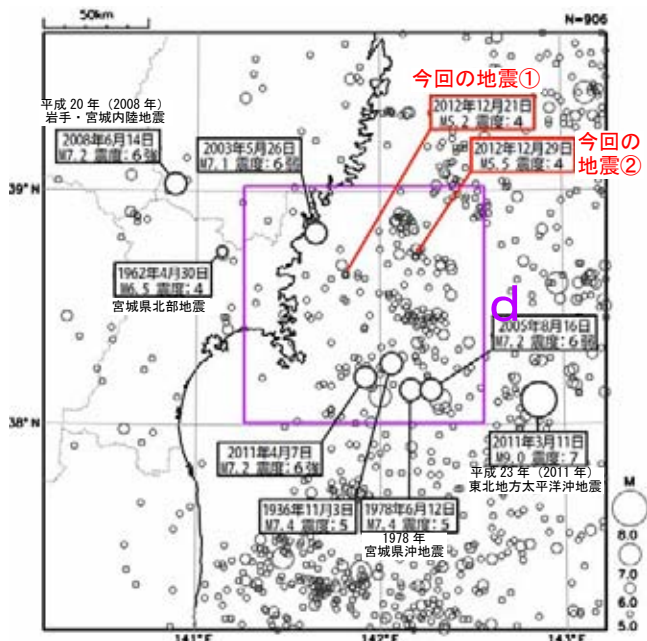 50km
N=906
今回の地震①
平成 20 年（2008 年）
岩手・宮城内陸地震
2008年6月14日
M7.2 震度：6強
2003年5月26日
M7.1 震度：6弱
2012年12月21日
M5.2 震度：4
2012年12月29日
M5.5 震度：4
今回の
地震②
39°N
1962年4月30日
M6.5 震度：4
宮城県北部地震
d
2005年8月16日
M7.2 震度：6弱
38°N
2011年4月7日
M7.2 震度：6強
2011年3月11日
M9.0 震度：7
平成 23 年（2011 年）
東北地方太平洋沖地震
1936年11月3日
M7.4 震度：5
1978年6月12日
M7.4 震度：5
1978 年
宮城県沖地震
M
8.0
7.0
6.0
5.0
141°E
142°E
143°E